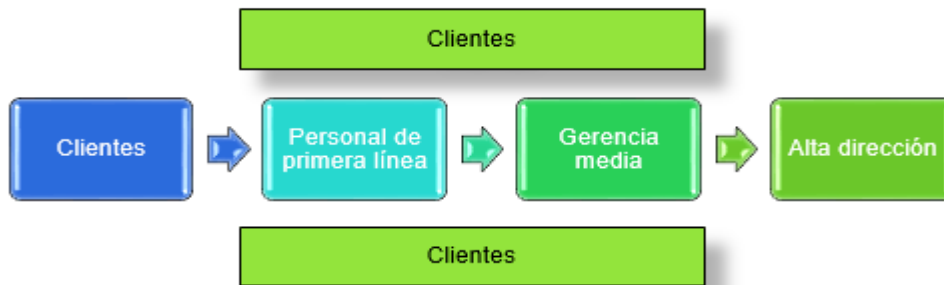 Clientes
Clientes
Personal de
primera línea
Gerencia
media
Alta dirección
Clientes